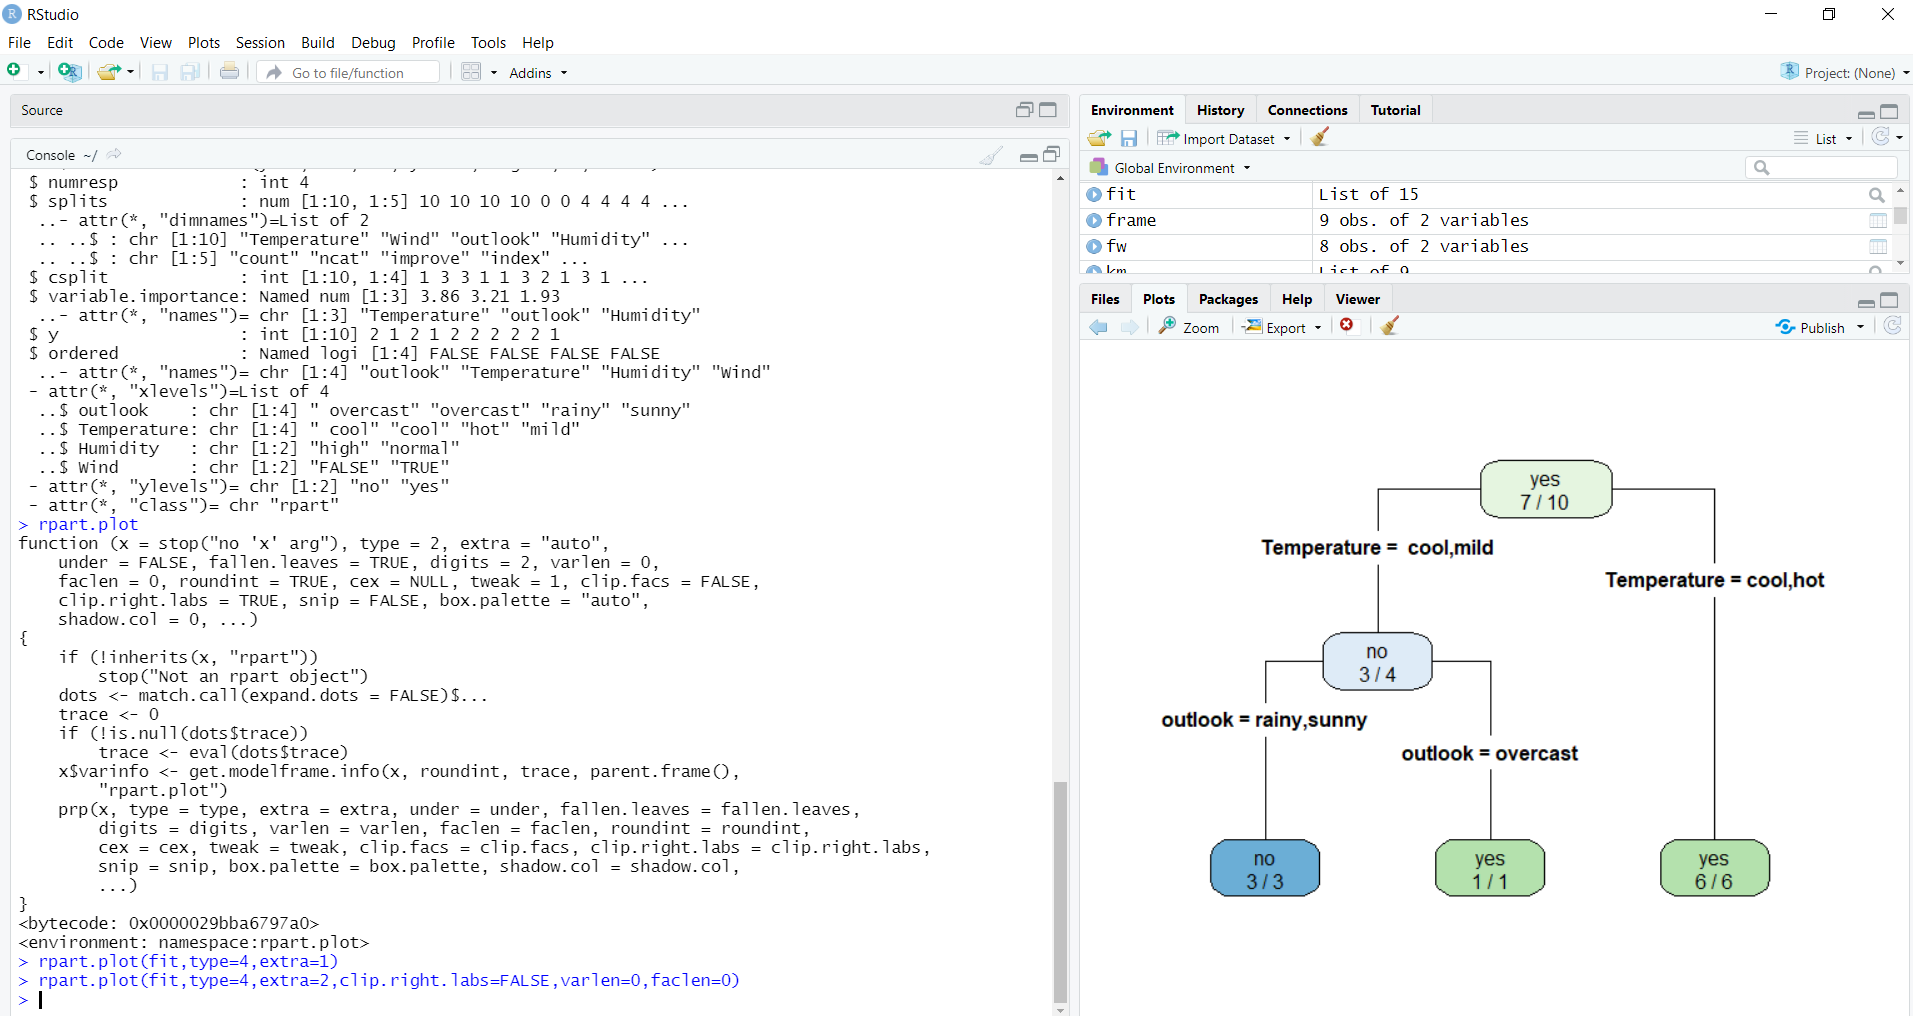 RStudio
File Edit Code View Plots Session Build Debug Profile Tools Help
Go to file/function Addins Project: (None)
Source
Console ~/
$ numresp : int 4
$ splits : num [1:10, 1:5] 10 10 10 10 0 0 4 4 4 4 ...
..- attr(*, "dimnames")=List of 2
.. ..$ : chr [1:10] "Temperature" "Wind" "outlook" "Humidity" ...
.. ..$ : chr [1:5] "count" "ncat" "improve" "index" ...
$ csplit : int [1:10, 1:4] 1 3 3 1 1 3 2 1 3 1 ...
$ variable.importance: Named num [1:3] 3.86 3.21 1.93
..- attr(*, "names")= chr [1:3] "Temperature" "outlook" "Humidity"
$ y : int [1:10] 2 1 2 1 2 2 2 2 2 1
$ ordered : Named logi [1:4] FALSE FALSE FALSE FALSE
..- attr(*, "names")= chr [1:4] "outlook" "Temperature" "Humidity" "Wind"
- attr(*, "xlevels")=List of 4
..$ outlook : chr [1:4] " overcast" "overcast" "rainy" "sunny"
..$ Temperature: chr [1:4] " cool" "cool" "hot" "mild"
..$ Humidity : chr [1:2] "high" "normal"
..$ Wind : chr [1:2] "FALSE" "TRUE"
- attr(*, "ylevels")= chr [1:2] "no" "yes"
- attr(*, "class")= chr "rpart"
> rpart.plot
function (x = stop("no 'x' arg"), type = 2, extra = "auto",
under = FALSE, fallen.leaves = TRUE, digits = 2, varlen = 0,
faclen = 0, roundint = TRUE, cex = NULL, tweak = 1, clip.facs = FALSE,
clip.right.labs = TRUE, snip = FALSE, box.palette = "auto",
shadow.col = 0, ...)
{
if (!inherits(x, "rpart"))
stop("Not an rpart object")
dots <- match.call(expand.dots = FALSE)$...
trace <- 0
if (!is.null(dots$trace))
trace <- eval(dots$trace)
x$varinfo <- get.modelframe.info(x, roundint, trace, parent.frame(),
"rpart.plot")
prp(x, type = type, extra = extra, under = under, fallen.leaves = fallen.leaves,
digits = digits, varlen = varlen, faclen = faclen, roundint = roundint,
cex = cex, tweak = tweak, clip.facs = clip.facs, clip.right.labs = clip.right.labs,
snip = snip, box.palette = box.palette, shadow.col = shadow.col,
...)
}
<bytecode: 0x0000029bba6797a0>
<environment: namespace:rpart.plot>
> rpart.plot(fit,type=4,extra=1)
> rpart.plot(fit,type=4,extra=2,clip.right.labs=FALSE,varlen=0,faclen=0)
>
Environment History Connections Tutorial
Import Dataset List
Global Environment
fit List of 15
frame 9 obs. of 2 variables
fw 8 obs. of 2 variables
km List of 9
Files Plots Packages Help Viewer
Zoom Export Publish
yes
7 / 10
Temperature = cool,mild
Temperature = cool,hot
no
3 / 4
outlook = rainy,sunny
outlook = overcast
no
3 / 3
yes
1 / 1
yes
6 / 6